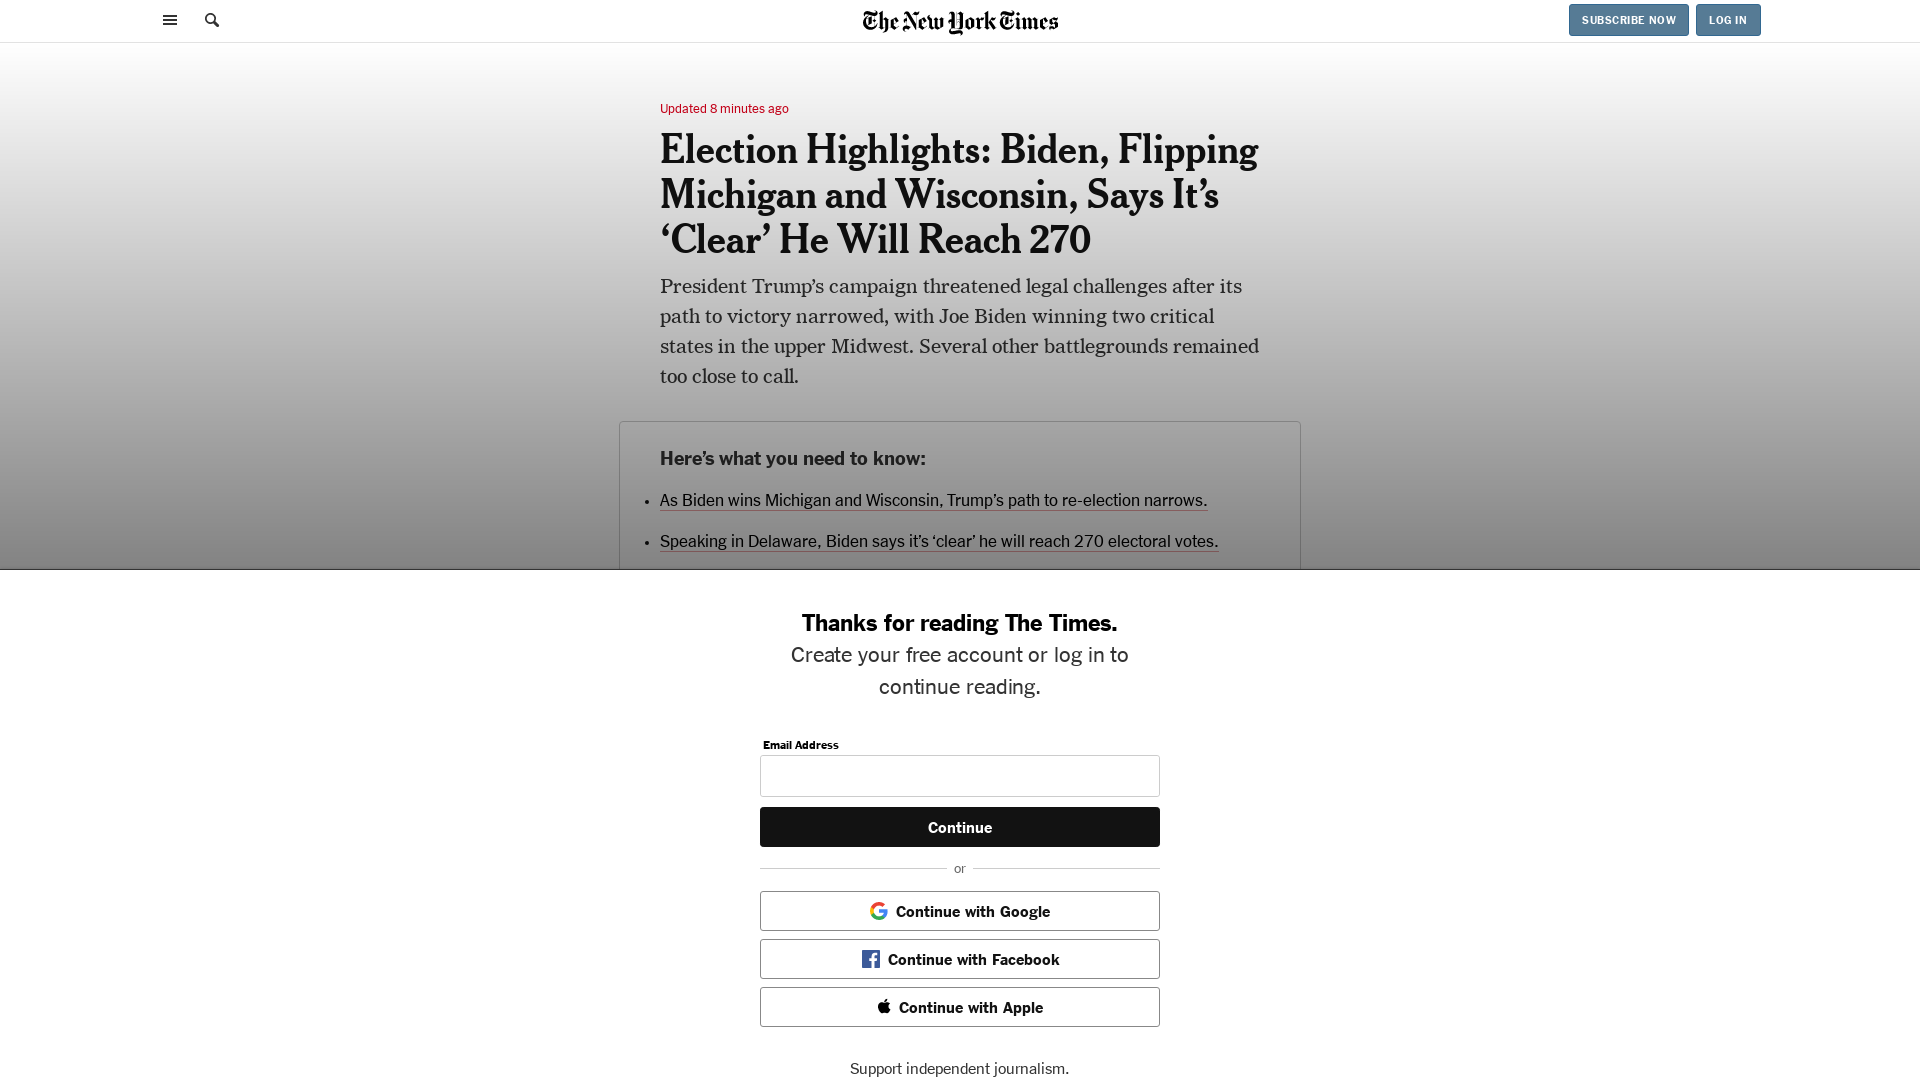 The New York Times
SUBSCRIBE NOW
LOG IN
Updated 8 minutes ago
Election Highlights: Biden, Flipping
Michigan and Wisconsin, Says It’s
‘Clear’ He Will Reach 270
President Trump’s campaign threatened legal challenges after its
path to victory narrowed, with Joe Biden winning two critical
states in the upper Midwest. Several other battlegrounds remained
too close to call.
Here’s what you need to know:
As Biden wins Michigan and Wisconsin, Trump’s path to re-election narrows.
Speaking in Delaware, Biden says it’s ‘clear’ he will reach 270 electoral votes.
Thanks for reading The Times.
Create your free account or log in to
continue reading.
Email Address
Continue
or
Continue with Google
Continue with Facebook
Continue with Apple
Support independent journalism.